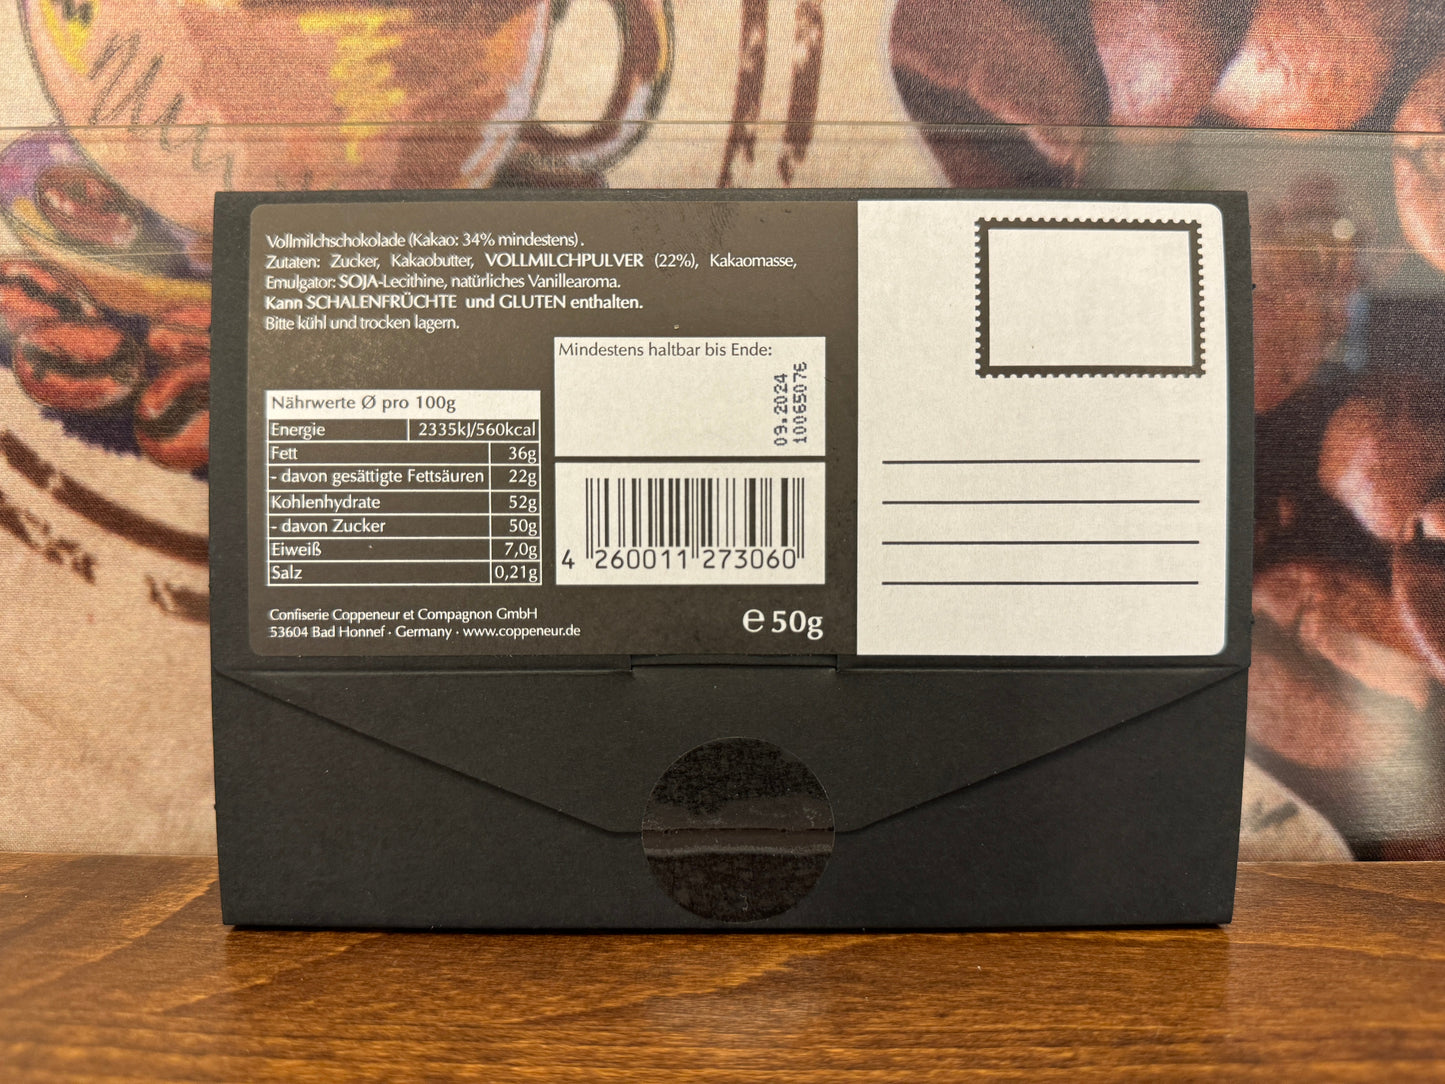 Vollmilchschokolade (Kakao: 34% mindestens).
Zutaten: Zucker, Kakaobutter, VOLLMILCHPULVER (22%), Kakaomasse,
Emulgator: SOJA-Lecithine, natürliches Vanillearoma.
Kann SCHALENFRÜCHTE und GLUTEN enthalten.
Bitte kühl und trocken lagern.
Mindestens haltbar bis Ende:
09.2024
10065076
Nährwerte Ø pro 100g
Energie 2335kJ/560kcal
Fett 36g
- davon gesättigte Fettsäuren 22g
Kohlenhydrate 52g
- davon Zucker 50g
Eiweiß 7,0g
Salz 0,21g
4 260011 273060
Confiserie Coppeneur et Compagnon GmbH
53604 Bad Honnef · Germany · www.coppeneur.de
℮ 50g